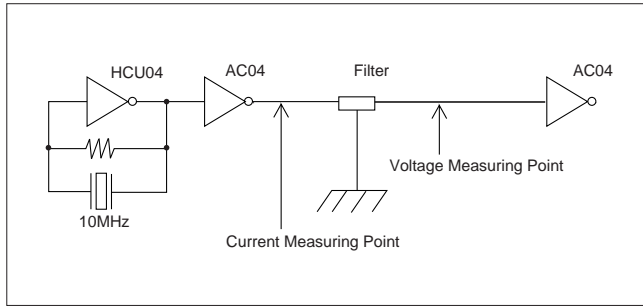 HCU04
AC04
Filter
AC04
Voltage Measuring Point
10MHz
Current Measuring Point